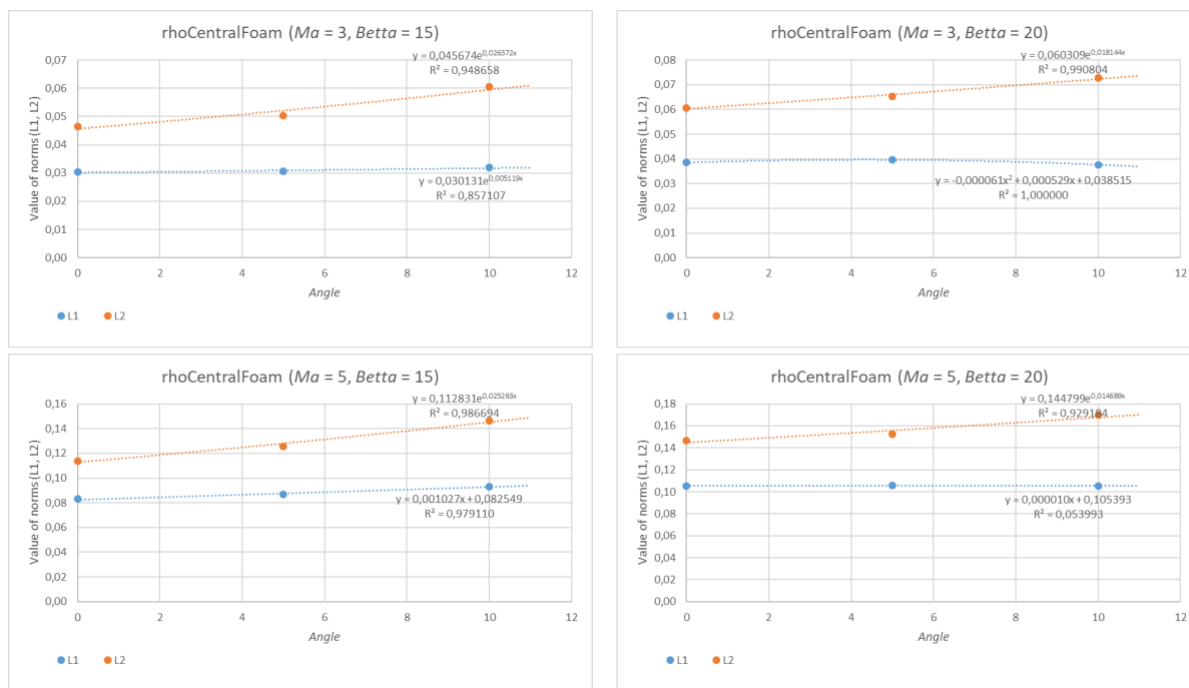 rhoCentralFoam (Ma = 3, Betta = 15)
y = 0,045674e^0,026372x
R² = 0,948658
0,07
0,06
0,05
0,04
0,03
0,02
0,01
0,00
Value of norms (L1, L2)
y = 0,030131e^0,005119x
R² = 0,857107
0 2 4 6 8 10 12
Angle
L1 L2
rhoCentralFoam (Ma = 3, Betta = 20)
y = 0,060309e^0,018144x
R² = 0,990804
0,08
0,07
0,06
0,05
0,04
0,03
0,02
0,01
0,00
Value of norms (L1, L2)
y = -0,000061x² + 0,000529x + 0,038515
R² = 1,000000
0 2 4 6 8 10 12
Angle
L1 L2
rhoCentralFoam (Ma = 5, Betta = 15)
y = 0,112831e^0,025263x
R² = 0,986694
0,16
0,14
0,12
0,10
0,08
0,06
0,04
0,02
0,00
Value of norms (L1, L2)
y = 0,001027x + 0,082549
R² = 0,979110
0 2 4 6 8 10 12
Angle
L1 L2
rhoCentralFoam (Ma = 5, Betta = 20)
y = 0,144799e^0,014689x
R² = 0,929184
0,18
0,16
0,14
0,12
0,10
0,08
0,06
0,04
0,02
0,00
Value of norms (L1, L2)
y = 0,000010x + 0,105393
R² = 0,053993
0 2 4 6 8 10 12
Angle
L1 L2